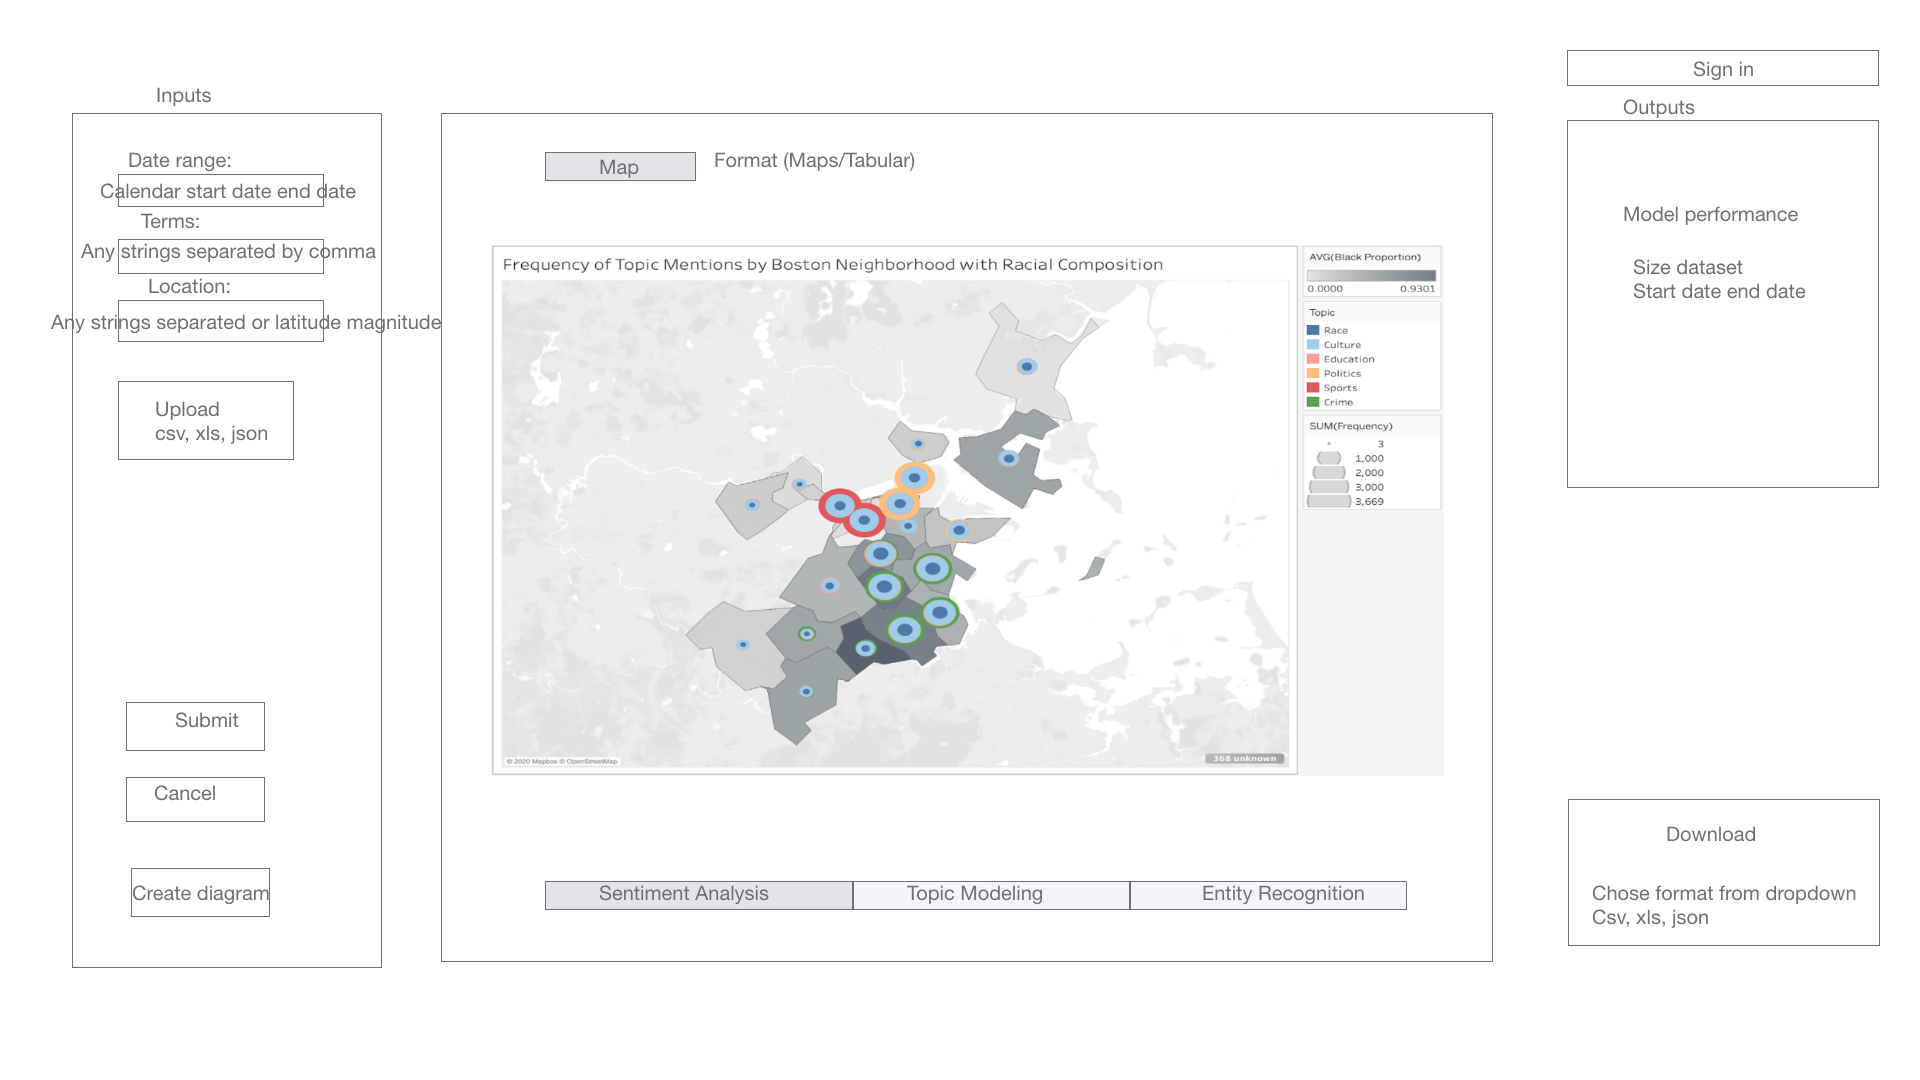 Sign in
Inputs
Outputs
Date range:
Calendar start date end date
Terms:
Any strings separated by comma
Location:
Any strings separated or latitude magnitude
Upload
csv, xls, json
Submit
Cancel
Create diagram
Map
Format (Maps/Tabular)
Frequency of Topic Mentions by Boston Neighborhood with Racial Composition
© 2020 Mapbox © OpenStreetMap
368 unknown
AVG(Black Proportion)
0.0000 0.9301
Topic
Race
Culture
Education
Politics
Sports
Crime
SUM(Frequency)
3
1,000
2,000
3,000
3,669
Sentiment Analysis
Topic Modeling
Entity Recognition
Model performance
Size dataset
Start date end date
Download
Chose format from dropdown
Csv, xls, json